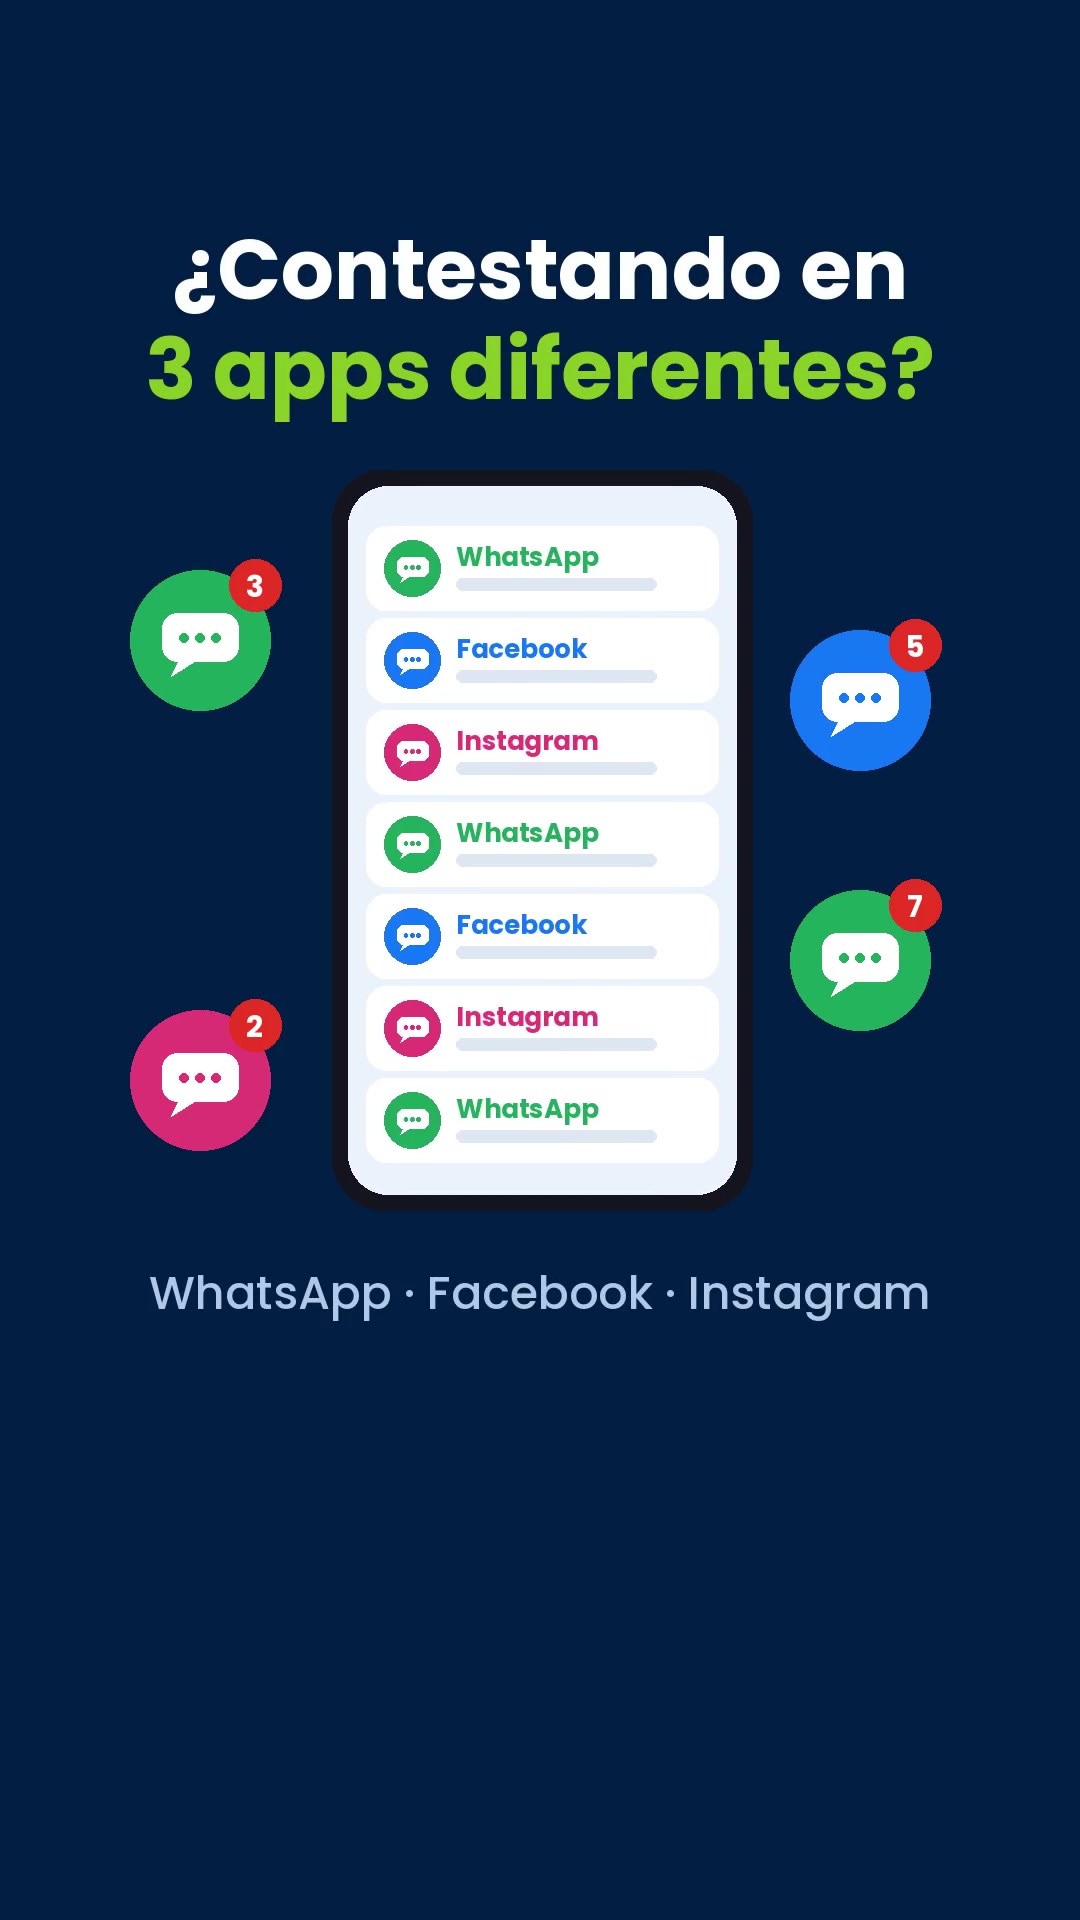 ¿Contestando en
3 apps diferentes?
WhatsApp
Facebook
Instagram
WhatsApp
Facebook
Instagram
WhatsApp
3
5
7
2
WhatsApp · Facebook · Instagram